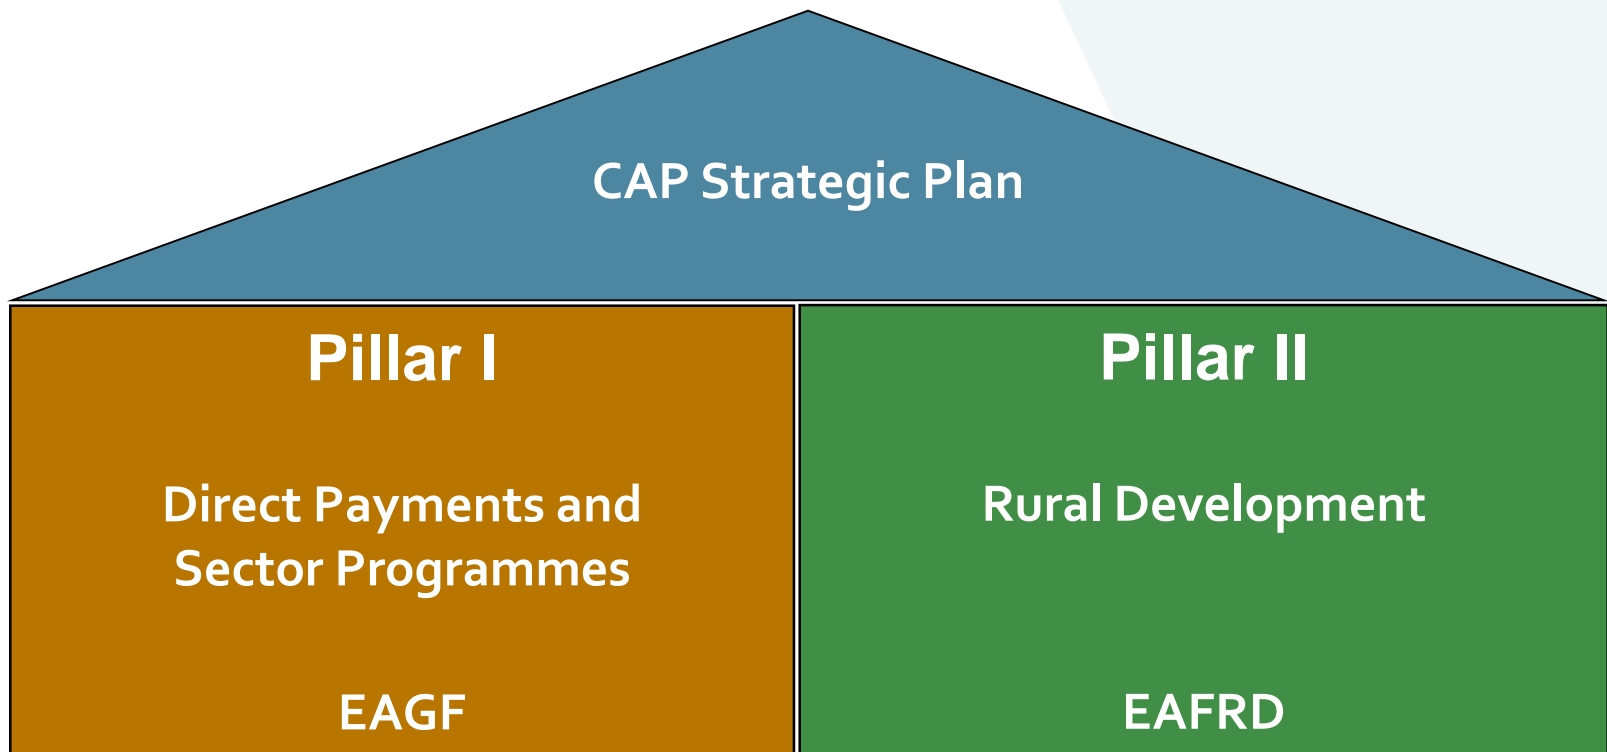 CAP Strategic Plan
Pillar I
Direct Payments and
Sector Programmes
EAGF
Pillar II
Rural Development
EAFRD